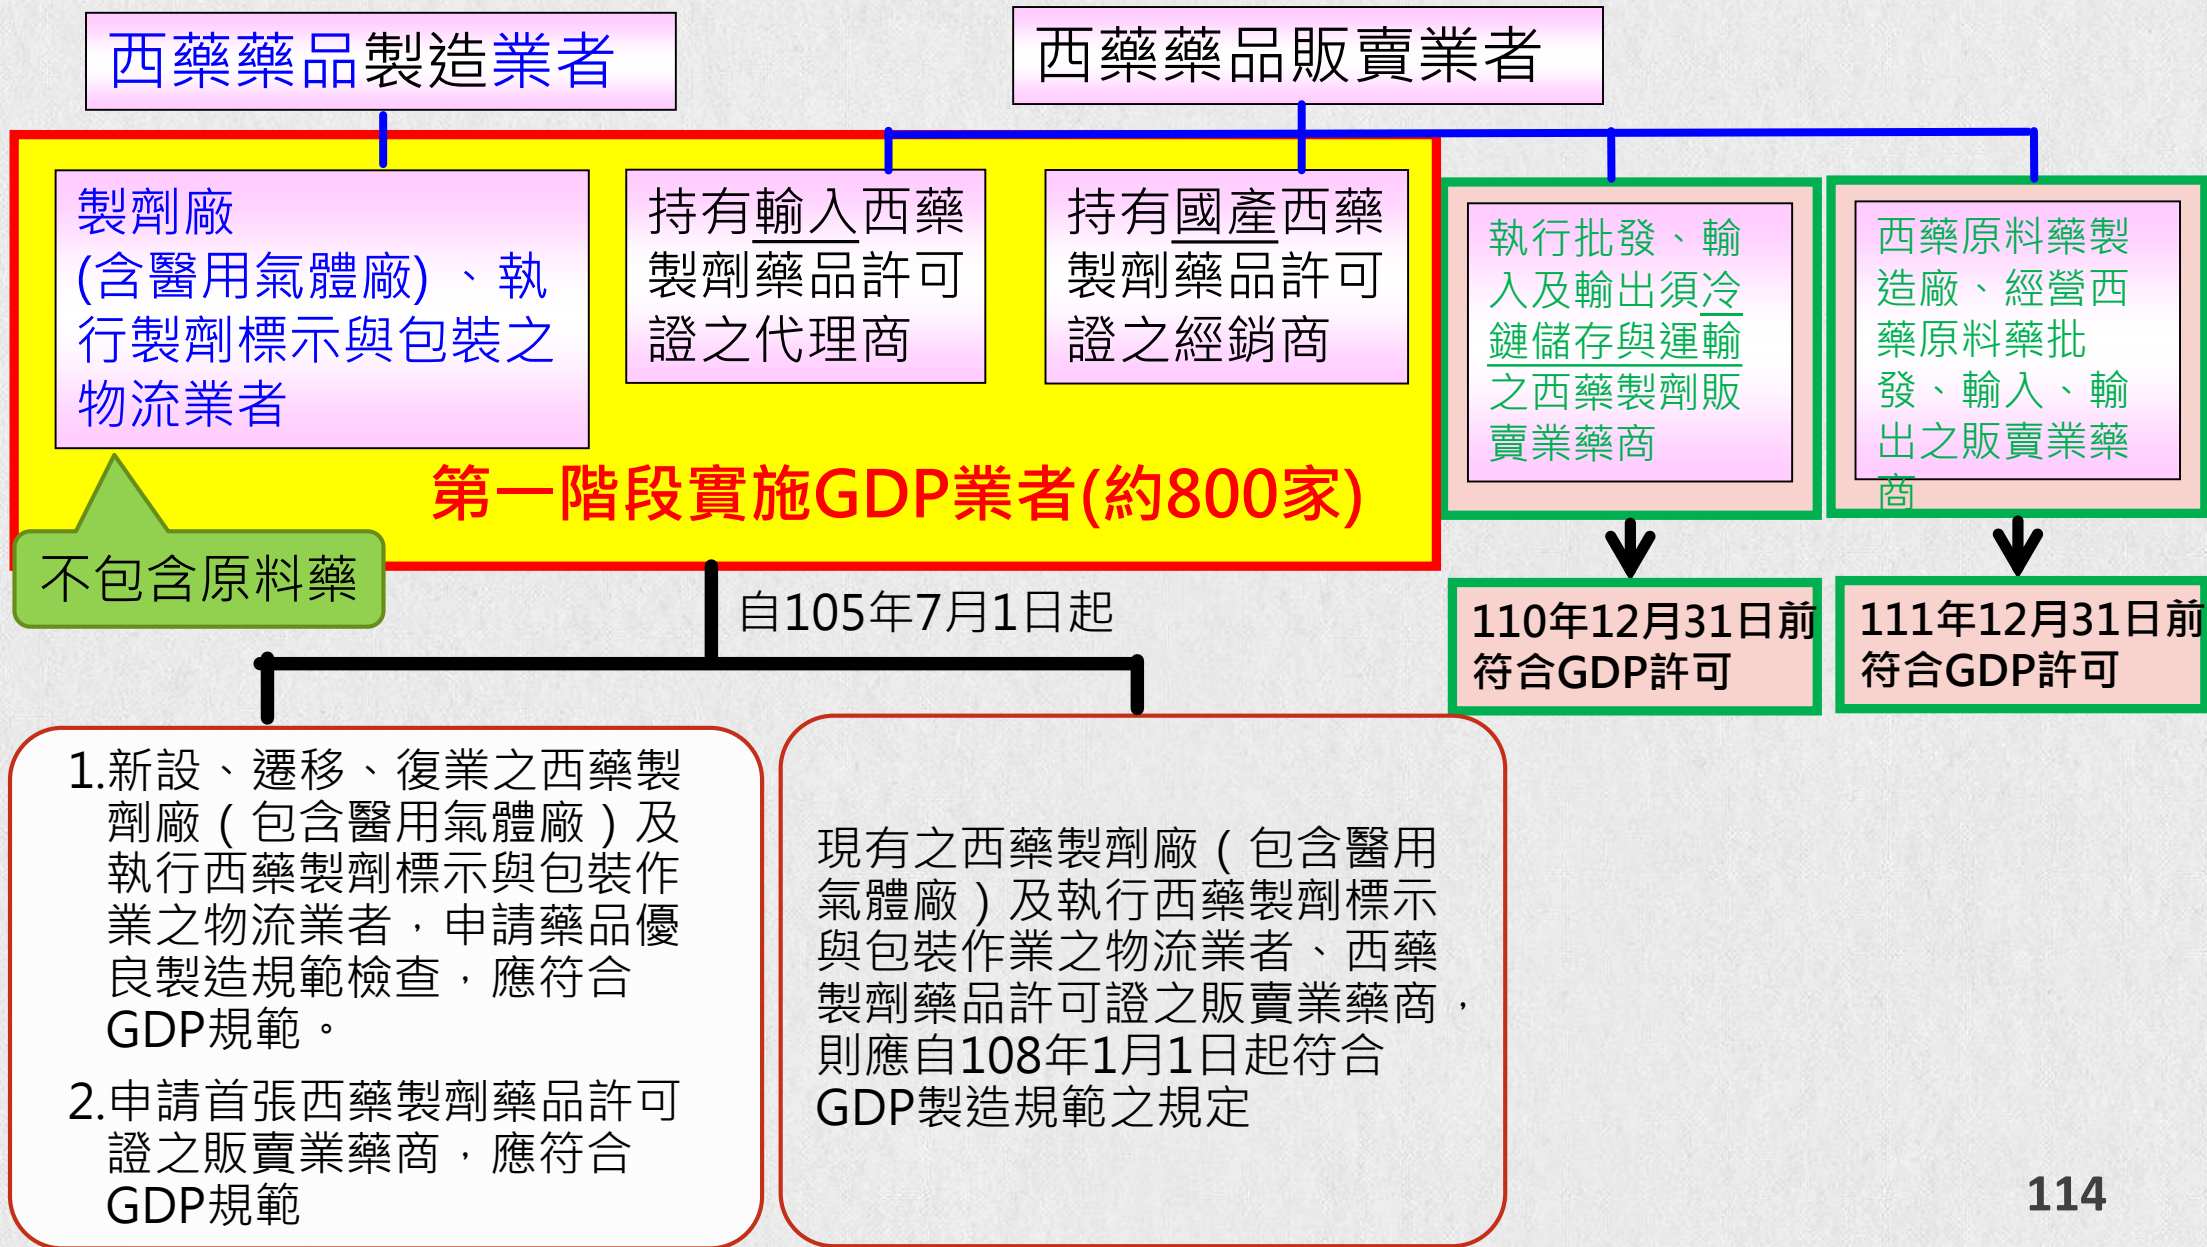 西藥藥品製造業者
西藥藥品販賣業者
製劑廠
(含醫用氣體廠)、執
行製劑標示與包裝之
物流業者
持有輸入西藥
製劑藥品許可
證之代理商
持有國產西藥
製劑藥品許可
證之經銷商
執行批發、輸
入及輸出須冷
鏈儲存與運輸
之西藥製劑販
賣業藥商
西藥原料藥製
造廠、經營西
藥原料藥批
發、輸入、輸
出之販賣業藥
商
第一階段實施GDP業者(約800家)
不包含原料藥
自105年7月1日起
110年12月31日前
符合GDP許可
111年12月31日前
符合GDP許可
1.新設、遷移、復業之西藥製
劑廠（包含醫用氣體廠）及
執行西藥製劑標示與包裝作
業之物流業者，申請藥品優
良製造規範檢查，應符合
GDP規範。
2.申請首張西藥製劑藥品許可
證之販賣業藥商，應符合
GDP規範
現有之西藥製劑廠（包含醫用
氣體廠）及執行西藥製劑標示
與包裝作業之物流業者、西藥
製劑藥品許可證之販賣業藥商，
則應自108年1月1日起符合
GDP製造規範之規定
114